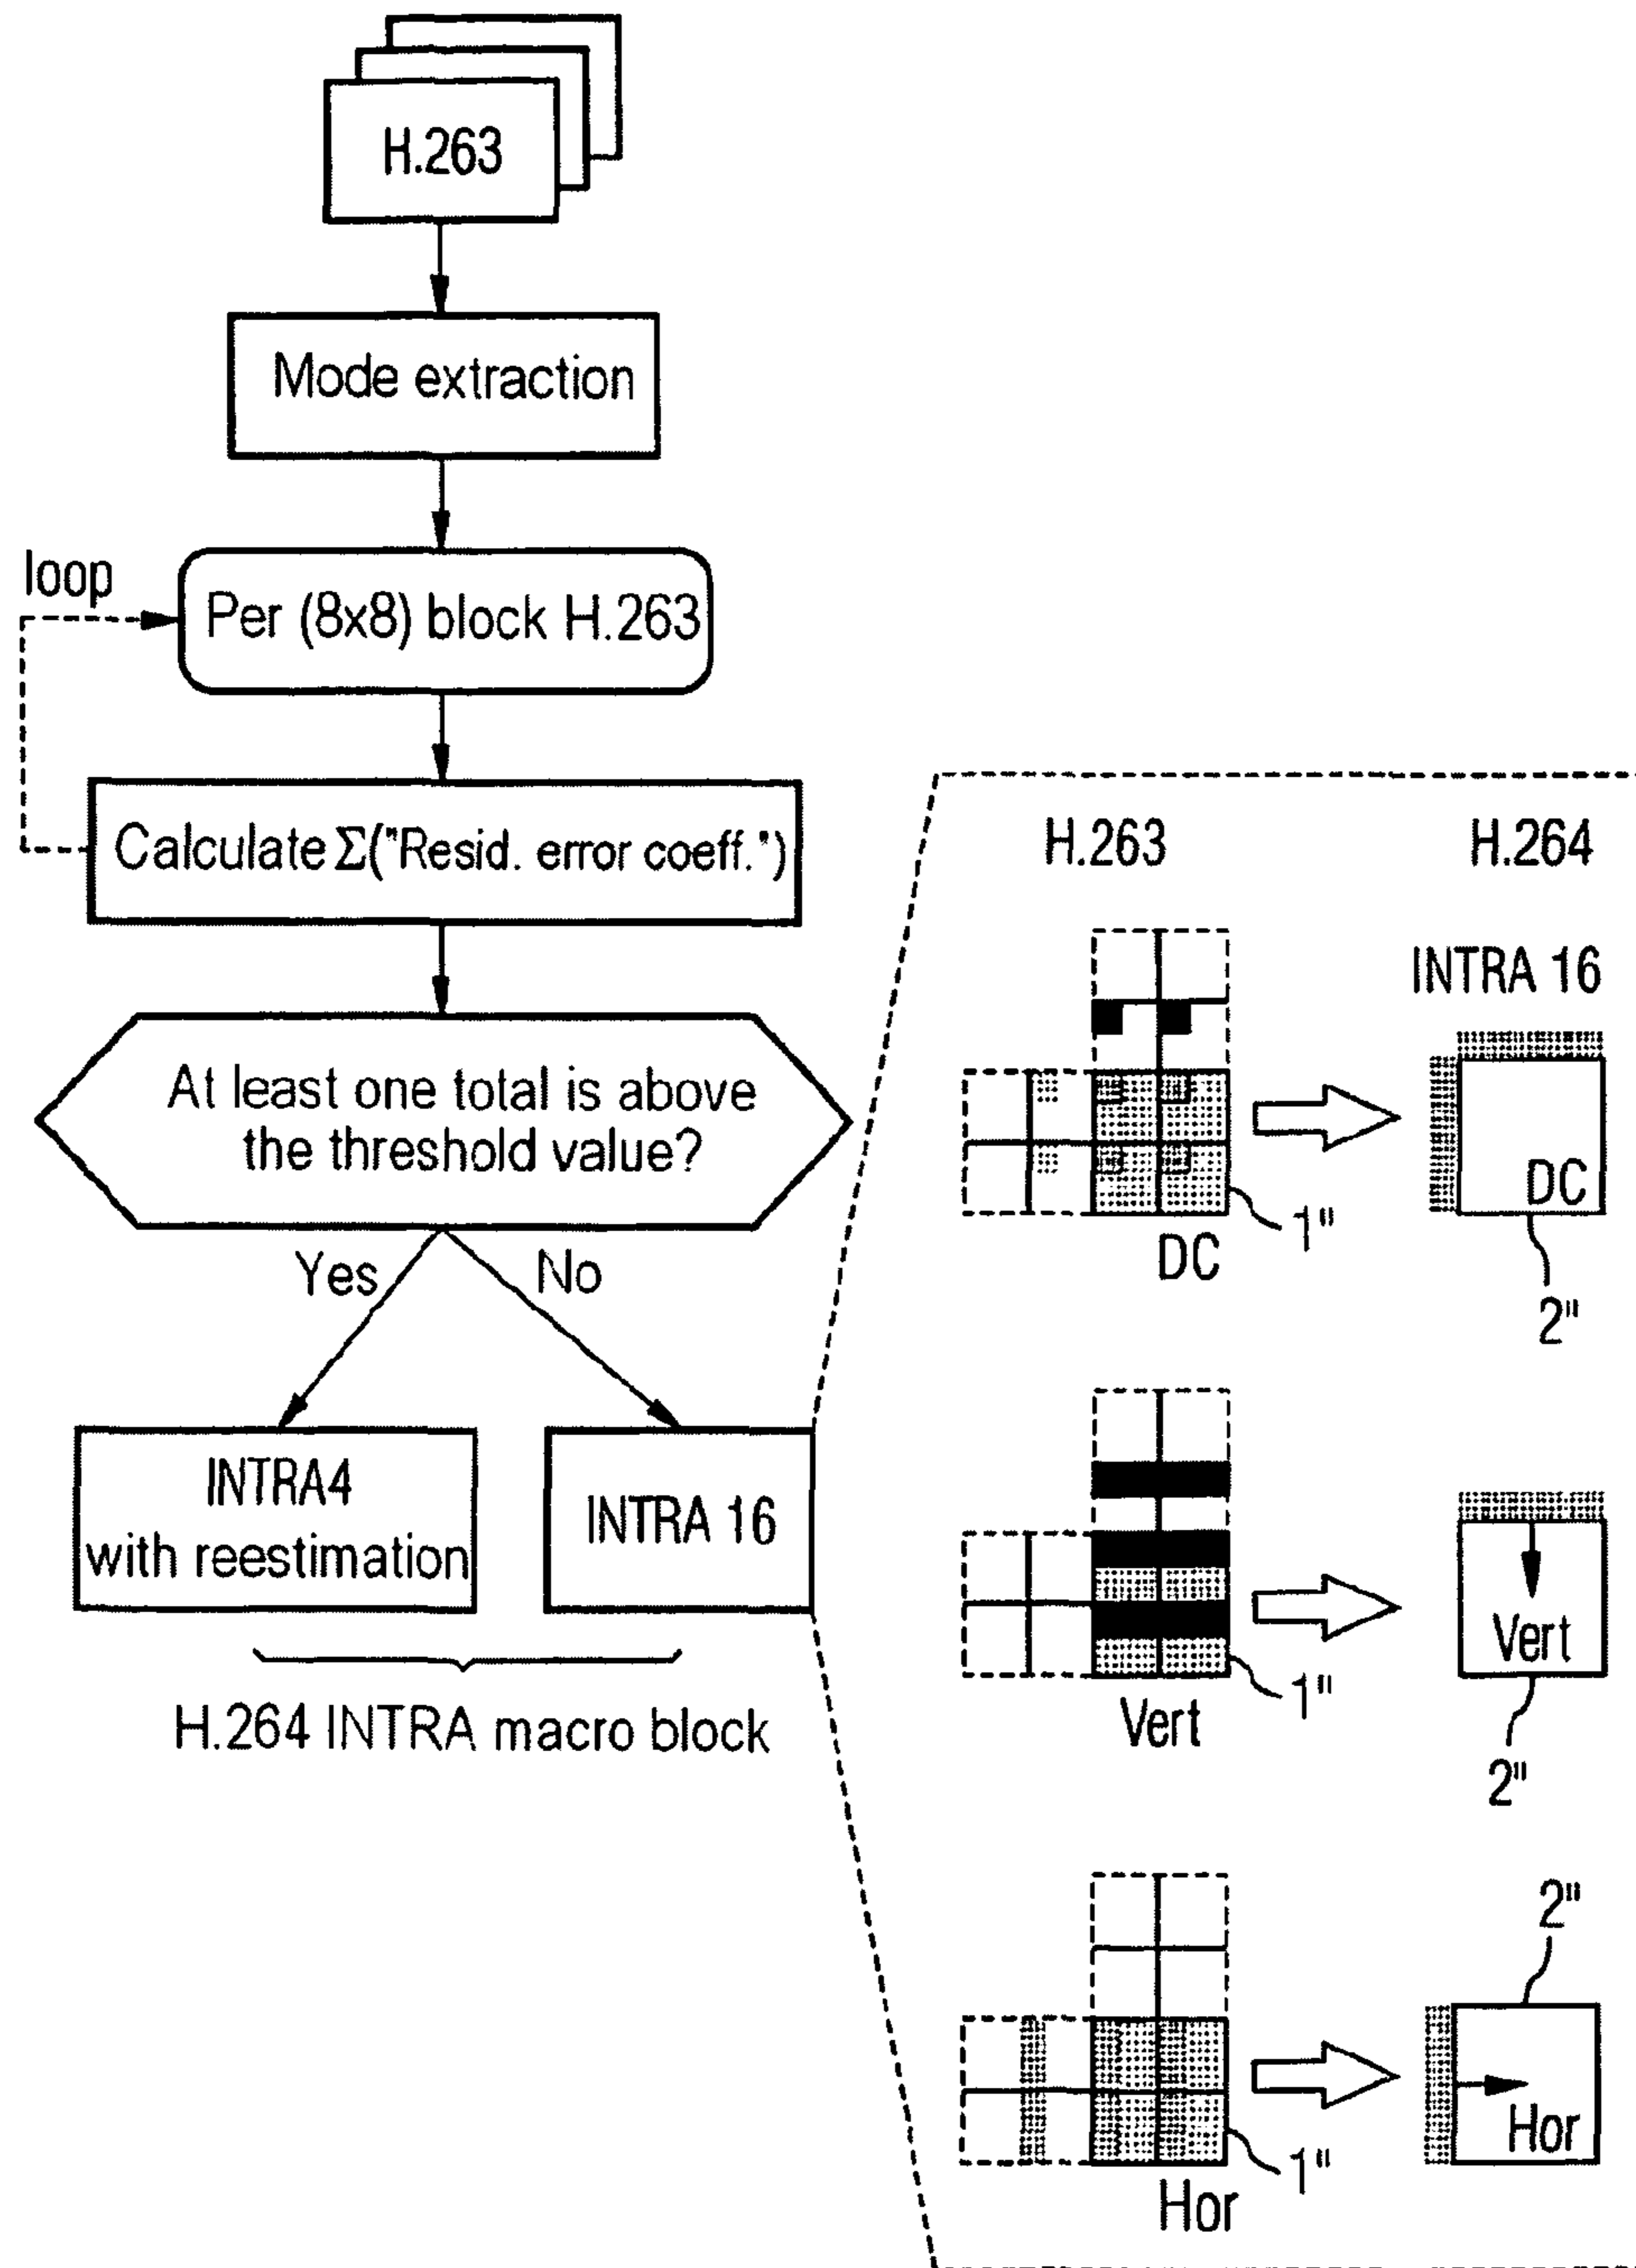 H.263
Mode extraction
loop
Per (8x8) block H.263
Calculate Σ("Resid. error coeff.")
At least one total is above
the threshold value?
Yes
No
INTRA4
with reestimation
INTRA 16
H.264 INTRA macro block
H.263
H.264
INTRA 16
DC
1"
DC
2"
Vert
1"
Vert
2"
2"
Hor
1"
Hor